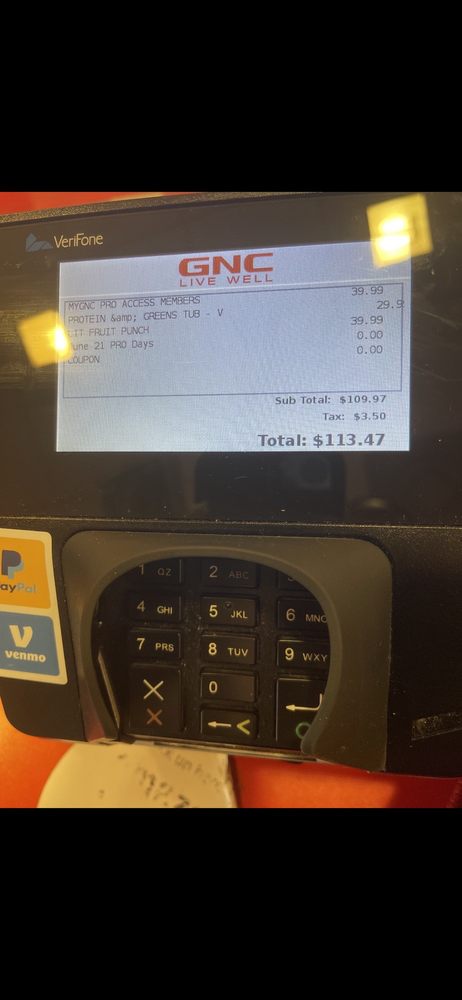 VeriFone
GNC
LIVE WELL
MYGNC PRO ACCESS MEMBERS 39.99
PROTEIN &amp; GREENS TUB - V 29.9
LIT FRUIT PUNCH 39.99
June 21 PRO Days 0.00
COUPON 0.00
Sub Total: $109.97
Tax: $3.50
Total: $113.47
PayPal
venmo
1 QZ 2 ABC
4 GHI 5 JKL 6 MNO
7 PRS 8 TUV 9 WXY
0